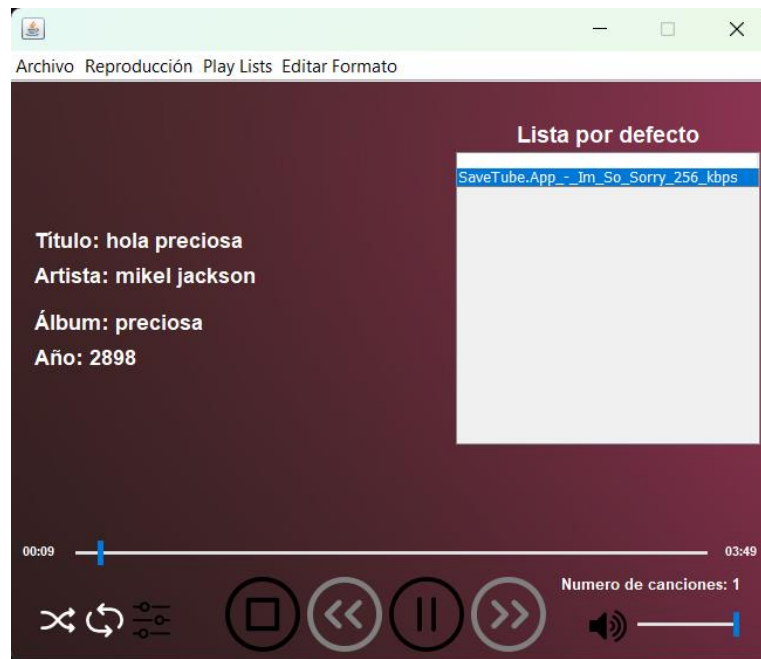 Archivo Reproducción Play Lists Editar Formato
Lista por defecto
SaveTube.App_-_Im_So_Sorry_256_kbps
Título: hola preciosa
Artista: mikel jackson
Álbum: preciosa
Año: 2898
00:09
03:49
Numero de canciones: 1